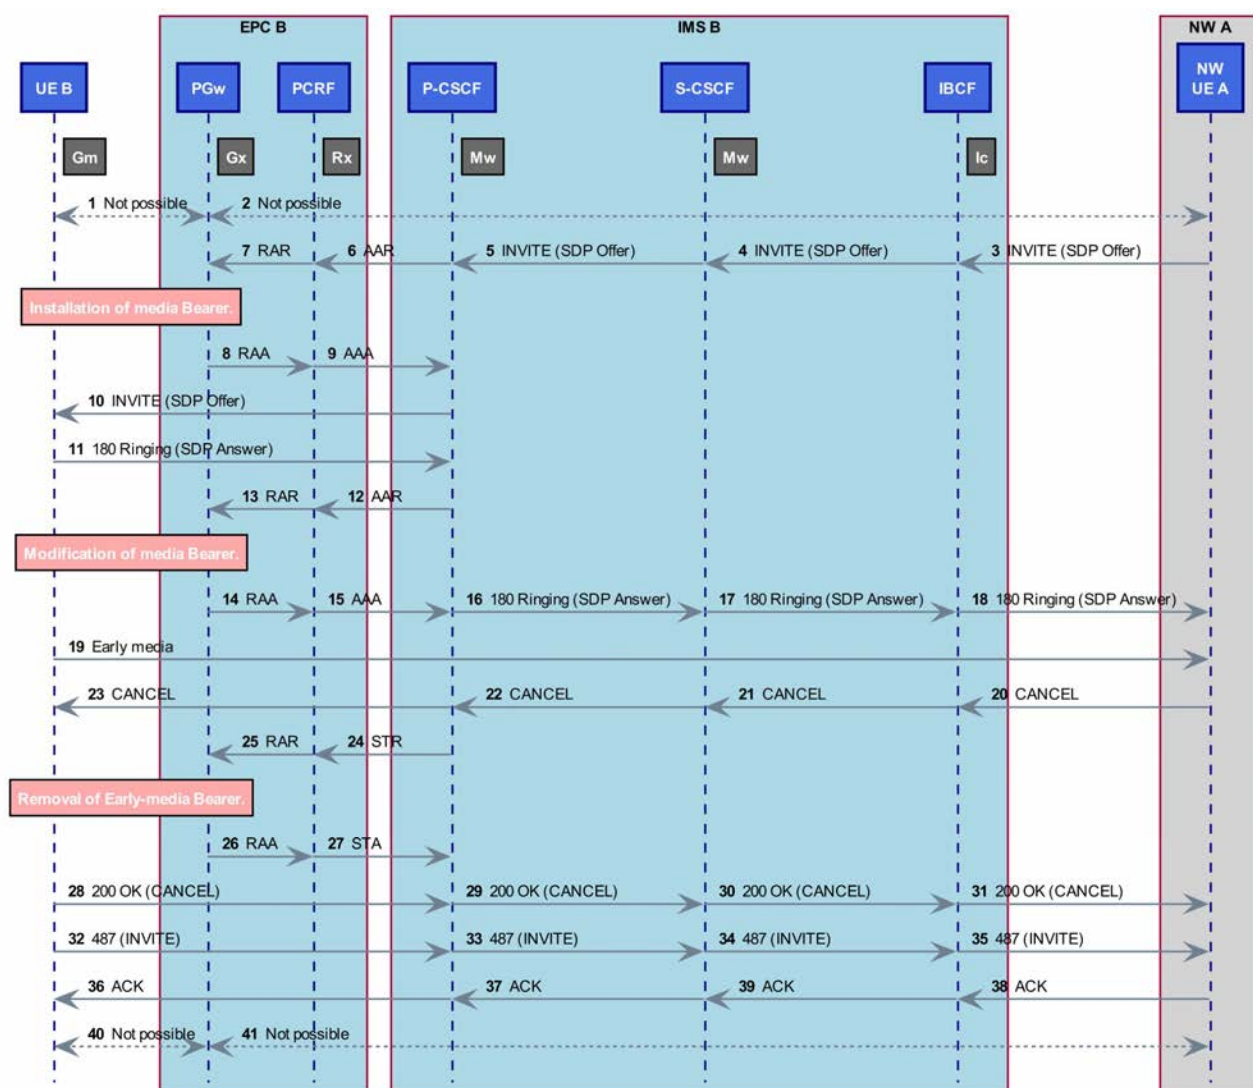 EPC B
IMS B
NW A
UE B
PGw
PCRF
P-CSCF
S-CSCF
IBCF
NW
UE A
Gm
Gx
Rx
Mw
Mw
Ic
1 Not possible
2 Not possible
7 RAR
6 AAR
5 INVITE (SDP Offer)
4 INVITE (SDP Offer)
3 INVITE (SDP Offer)
Installation of media Bearer.
8 RAA
9 AAA
10 INVITE (SDP Offer)
11 180 Ringing (SDP Answer)
13 RAR
12 AAR
Modification of media Bearer.
14 RAA
15 AAA
16 180 Ringing (SDP Answer)
17 180 Ringing (SDP Answer)
18 180 Ringing (SDP Answer)
19 Early media
23 CANCEL
22 CANCEL
21 CANCEL
20 CANCEL
25 RAR
24 STR
Removal of Early-media Bearer.
26 RAA
27 STA
28 200 OK (CANCEL)
29 200 OK (CANCEL)
30 200 OK (CANCEL)
31 200 OK (CANCEL)
32 487 (INVITE)
33 487 (INVITE)
34 487 (INVITE)
35 487 (INVITE)
36 ACK
37 ACK
39 ACK
38 ACK
40 Not possible
41 Not possible